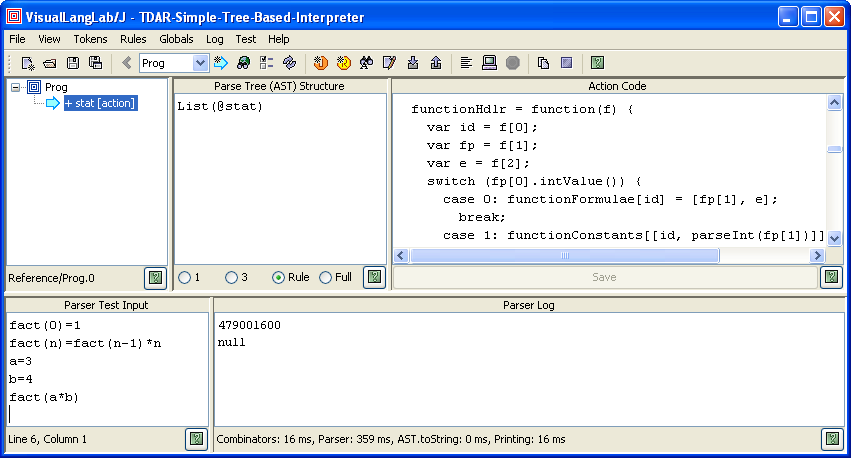 VisualLangLab/J - TDAR-Simple-Tree-Based-Interpreter
File View Tokens Rules Globals Log Test Help
Prog
Prog
+ stat [action]
Reference/Prog.0
Parse Tree (AST) Structure
List(@stat)
1 3 Rule Full
Action Code
functionHdlr = function(f) {
var id = f[0];
var fp = f[1];
var e = f[2];
switch (fp[0].intValue()) {
case 0: functionFormulae[id] = [fp[1], e];
break;
case 1: functionConstants[[id, parseInt(fp[1])]]
Save
Parser Test Input
fact(0)=1
fact(n)=fact(n-1)*n
a=3
b=4
fact(a*b)
Line 6, Column 1
Parser Log
479001600
null
Combinators: 16 ms, Parser: 359 ms, AST.toString: 0 ms, Printing: 16 ms